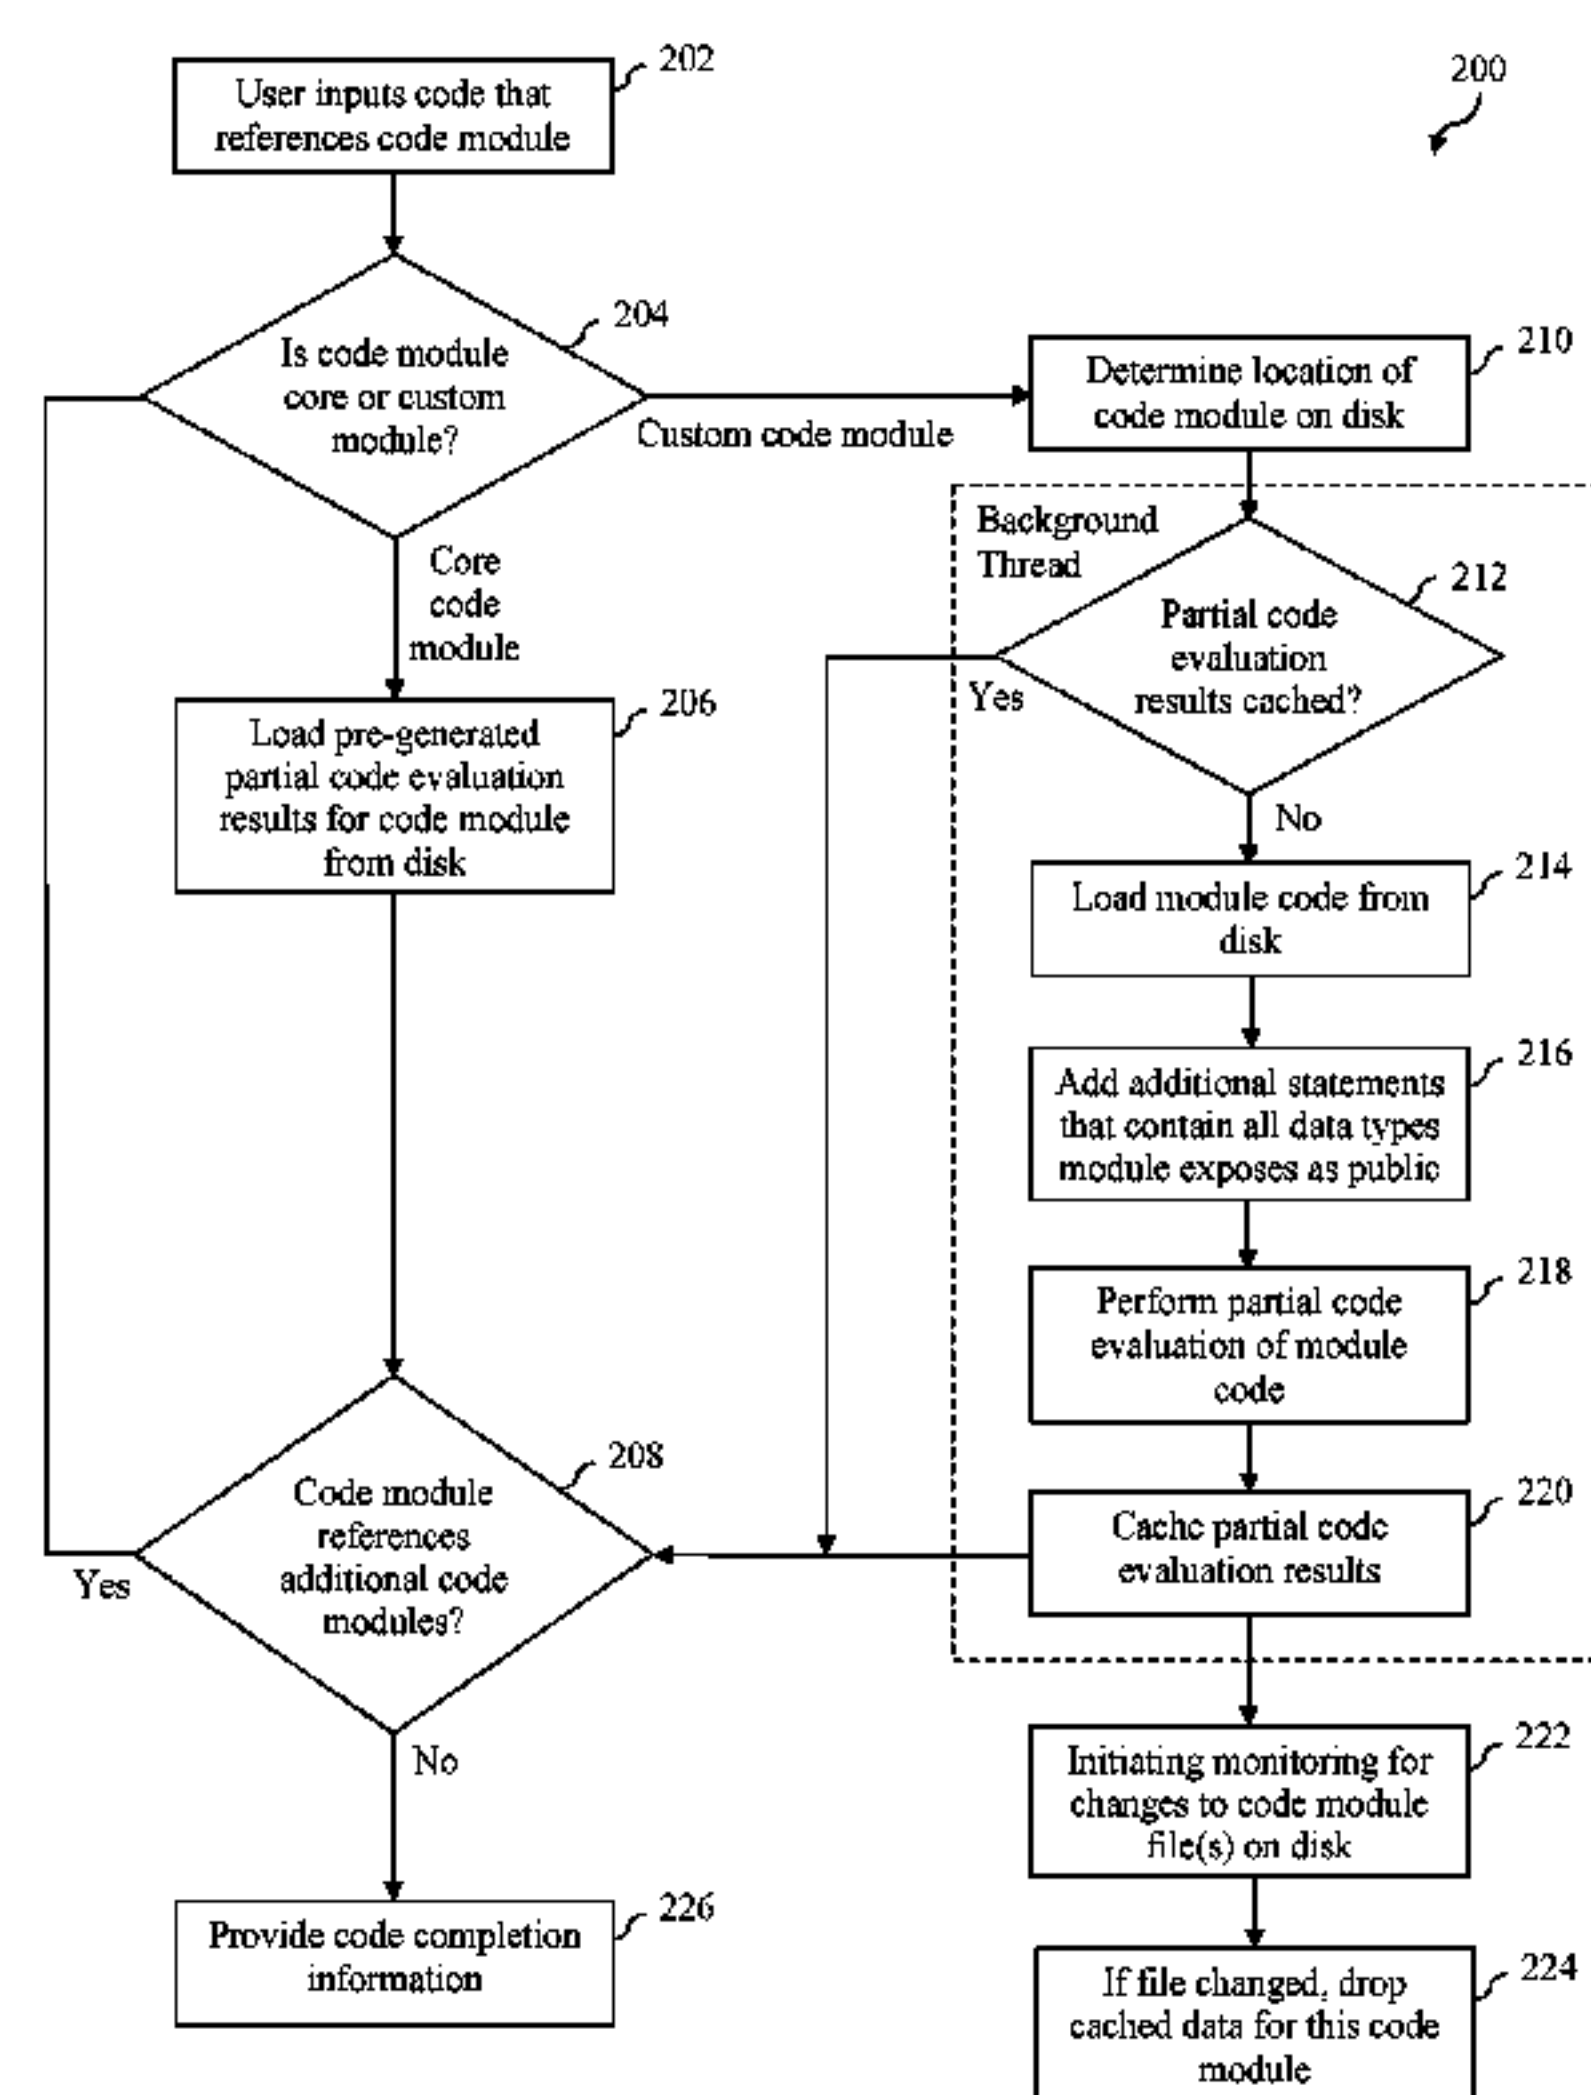 202
User inputs code that
references code module
200
204
Is code module
core or custom
module?
Custom code module
210
Determine location of
code module on disk
Core
code
module
Background
Thread
212
Partial code
evaluation
results cached?
Yes
No
206
Load pre-generated
partial code evaluation
results for code module
from disk
214
Load module code from
disk
216
Add additional statements
that contain all data types
module exposes as public
218
Perform partial code
evaluation of module
code
208
Code module
references
additional code
modules?
Yes
No
220
Cache partial code
evaluation results
222
Initiating monitoring for
changes to code module
file(s) on disk
226
Provide code completion
information
224
If file changed, drop
cached data for this code
module